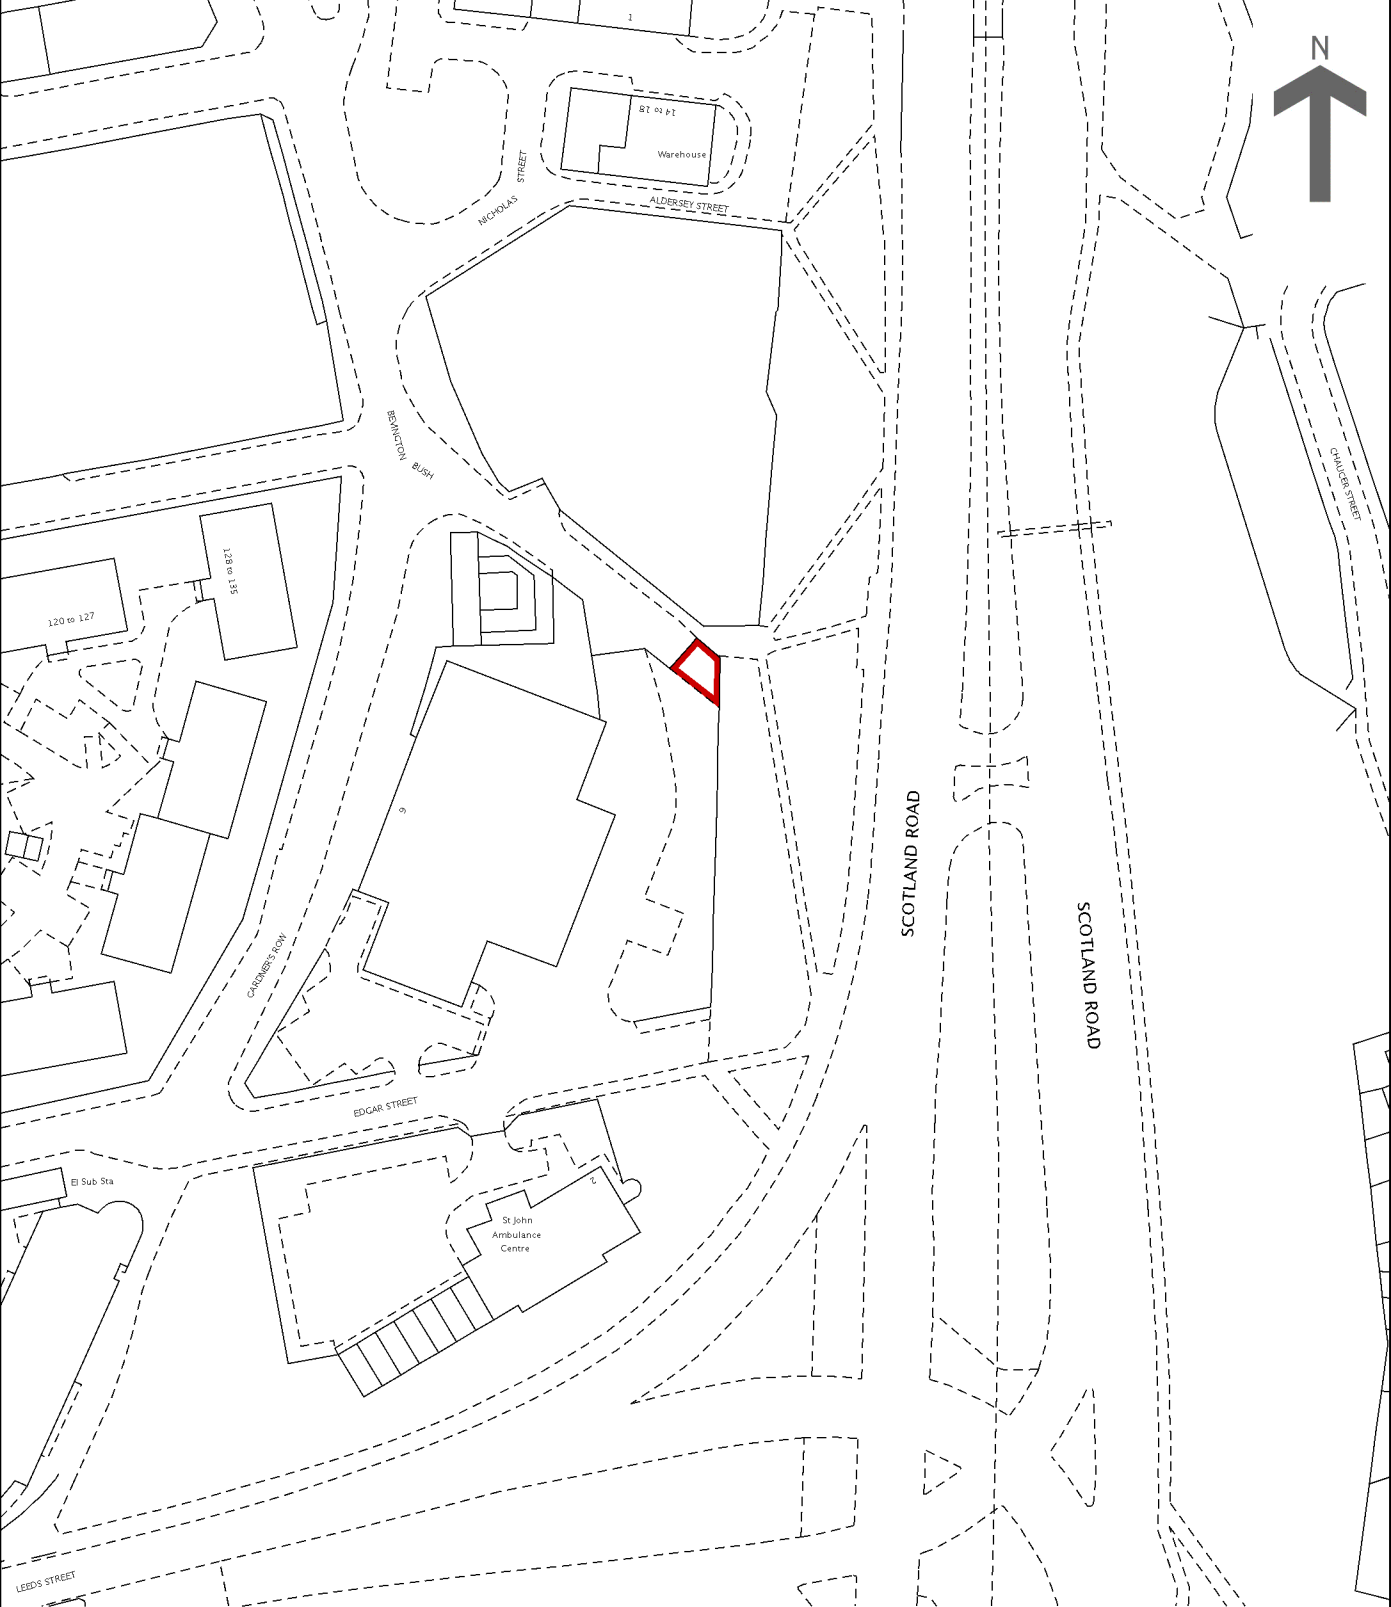 1
N
14 to 18
Warehouse
NICHOLAS STREET
ALDERSEY STREET
BEVINGTON BUSH
CHAUCER STREET
128 to 135
120 to 127
9
SCOTLAND ROAD
SCOTLAND ROAD
GARDNER'S ROW
EDGAR STREET
El Sub Sta
2
St John
Ambulance
Centre
LEEDS STREET